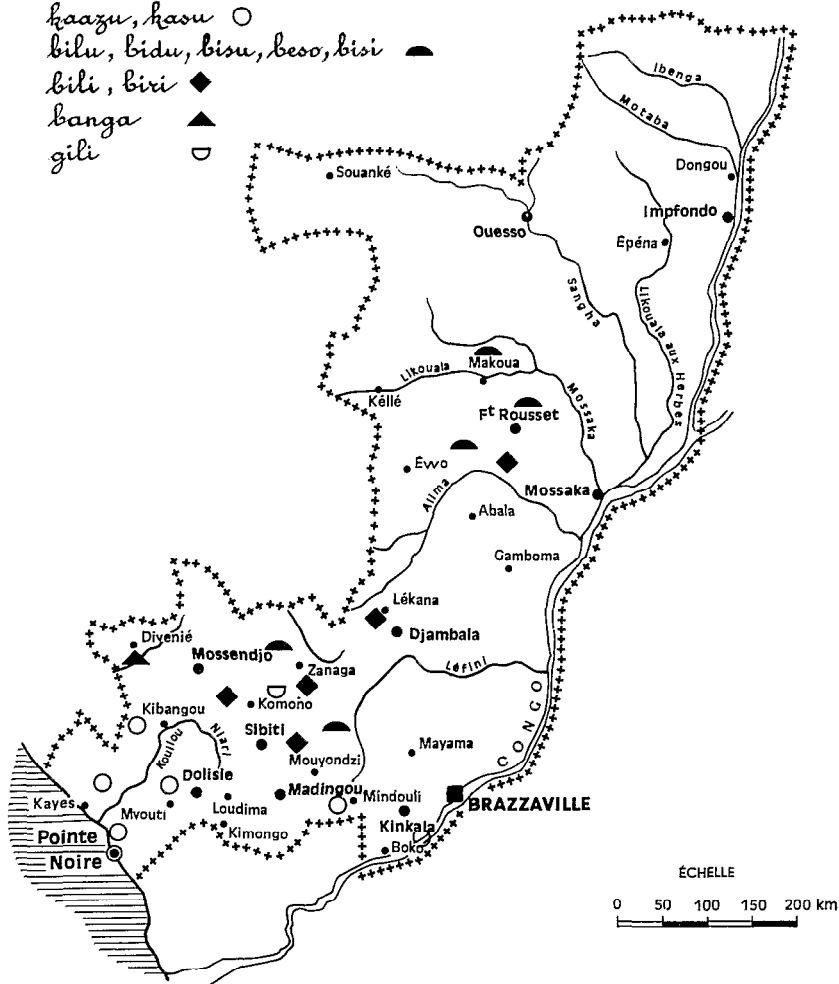 kaazu, kasu
bilu, bidu, bisu, beso, bisi
bili, biri
banga
gili
Ibenga
Motaba
Dongou
Souanké
Impfondo
Ouesso
Épéna
Sangha
Likouala aux Herbes
Likouala
Makoua
Mossaka
Kéllé
Ft Rousset
Évvo
Alima
Mossaka
Abala
Gamboma
Lékana
Divenié
Djambala
Mossendjo
Zanaga
Léfini
Komono
Kibangou
CONGO
Niari
Kouilou
Sibiti
Mayama
Mouyondzi
Dolisie
Madingou
Mindouli
Kayes
Mvouti
Loudima
BRAZZAVILLE
Kimongo
Kinkala
Pointe
Noire
Boko
ÉCHELLE
0 50 100 150 200 km